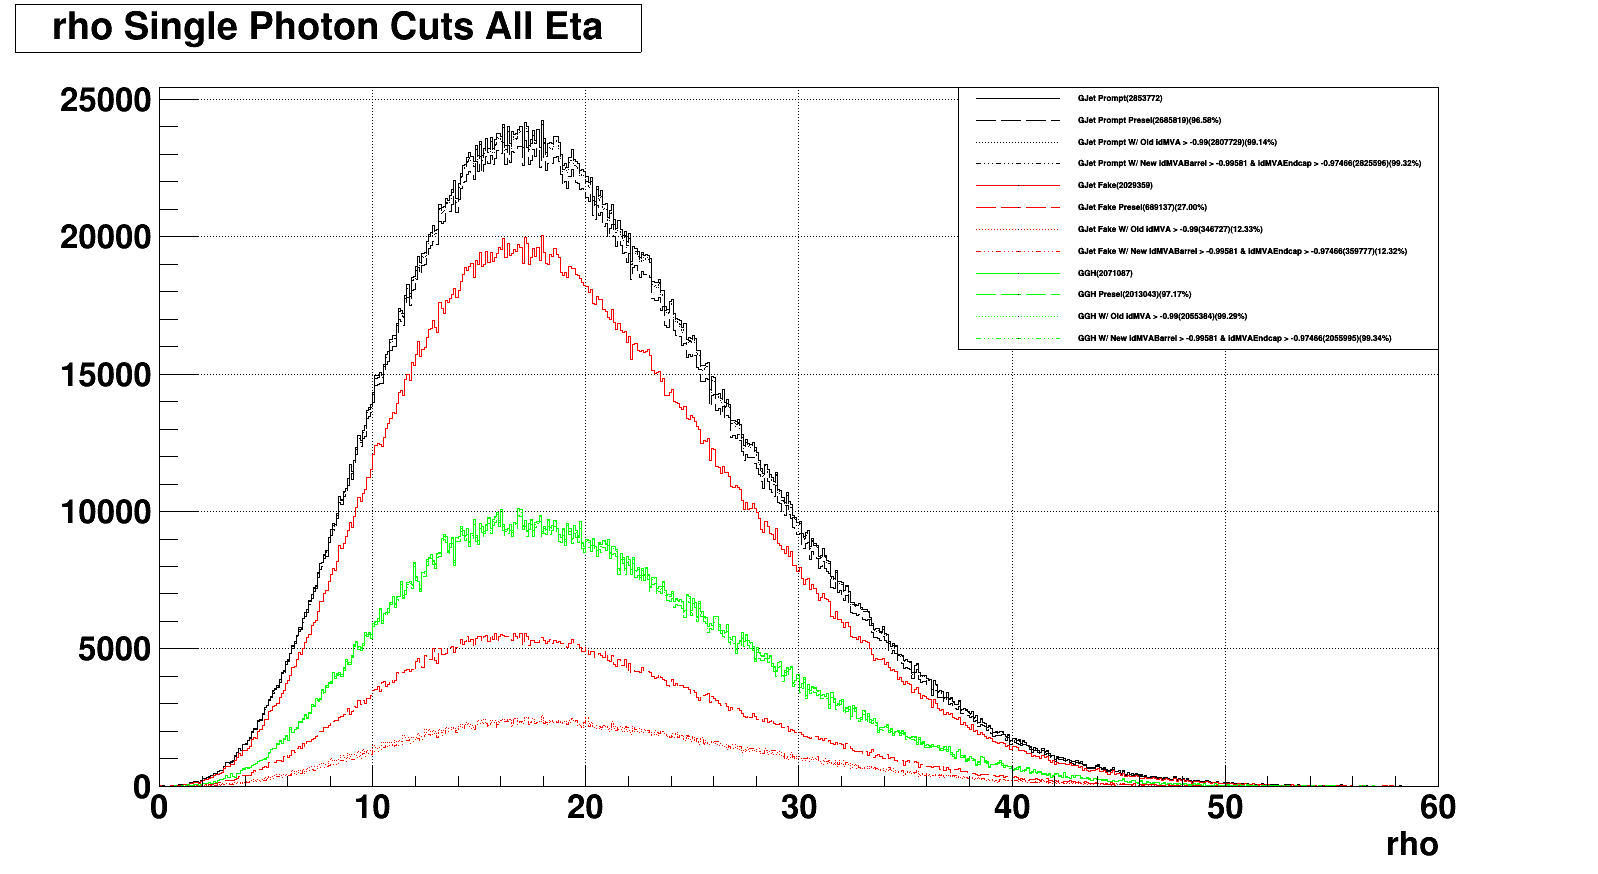 rho Single Photon Cuts All Eta
25000
20000
15000
10000
5000
0
GJet Prompt(2853772)
GJet Prompt Presel(2685819)(96.58%)
GJet Prompt W/ Old idMVA > -0.99(2807729)(99.14%)
GJet Prompt W/ New idMVABarrel > -0.99581 & idMVAEndcap > -0.97466(2825596)(99.32%)
GJet Fake(2029359)
GJet Fake Presel(689137)(27.00%)
GJet Fake W/ Old idMVA > -0.99(346727)(12.33%)
GJet Fake W/ New idMVABarrel > -0.99581 & idMVAEndcap > -0.97466(359777)(12.32%)
GGH(2071087)
GGH Presel(2013043)(97.17%)
GGH W/ Old idMVA > -0.99(2055384)(99.29%)
GGH W/ New idMVABarrel > -0.99581 & idMVAEndcap > -0.97466(2055995)(99.34%)
0 10 20 30 40 50 60
rho